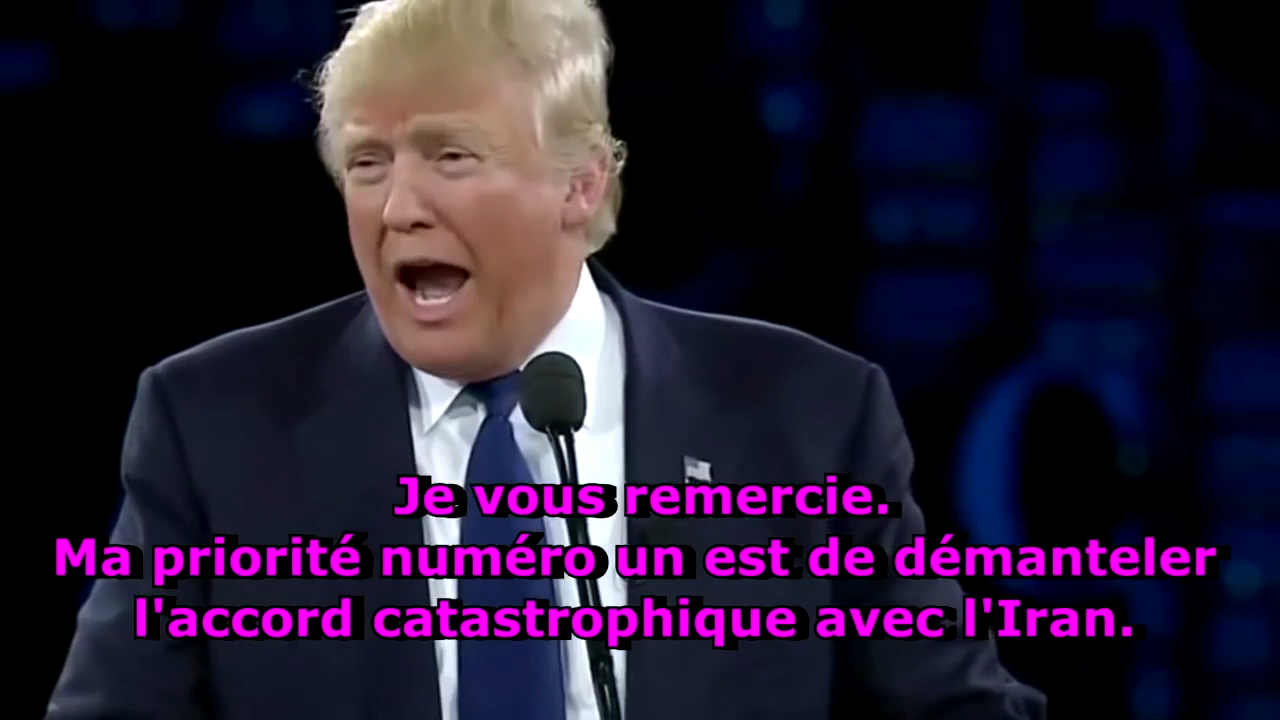 Je vous remercie.
Ma priorité numéro un est de démanteler
l'accord catastrophique avec l'Iran.